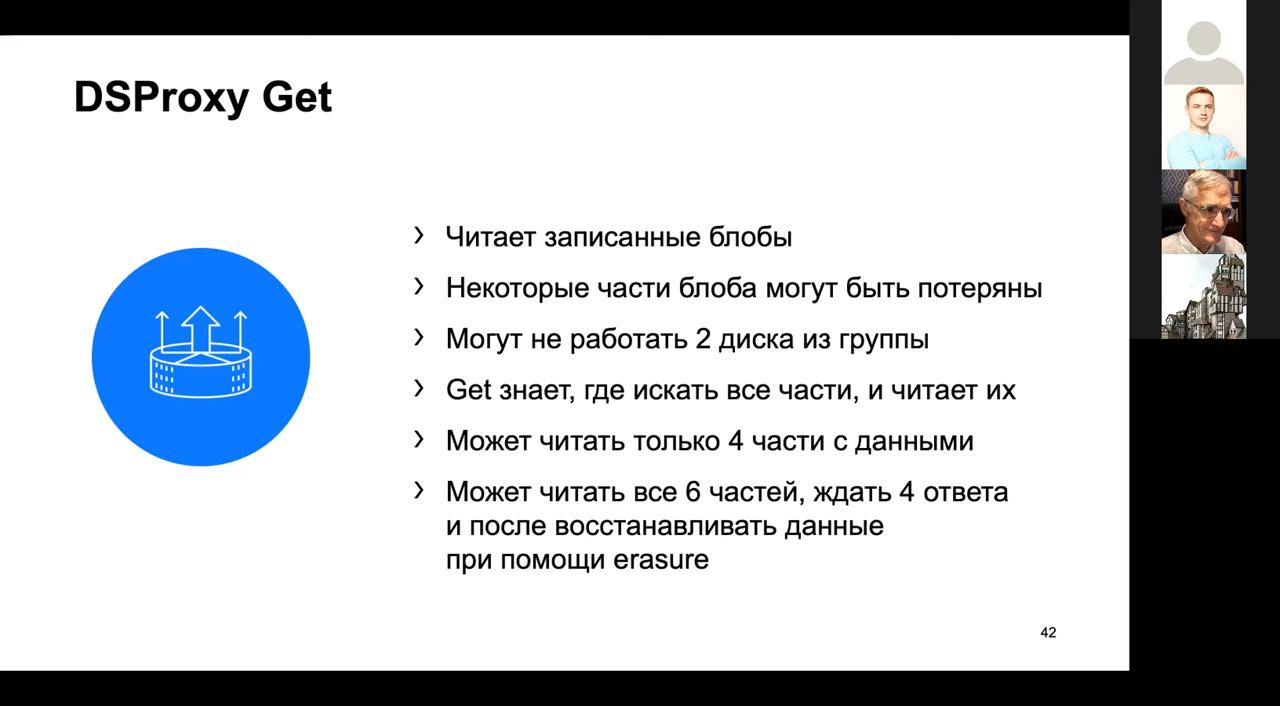 DSProxy Get
› Читает записанные блобы
› Некоторые части блоба могут быть потеряны
› Могут не работать 2 диска из группы
› Get знает, где искать все части, и читает их
› Может читать только 4 части с данными
› Может читать все 6 частей, ждать 4 ответа
и после восстанавливать данные
при помощи erasure
42